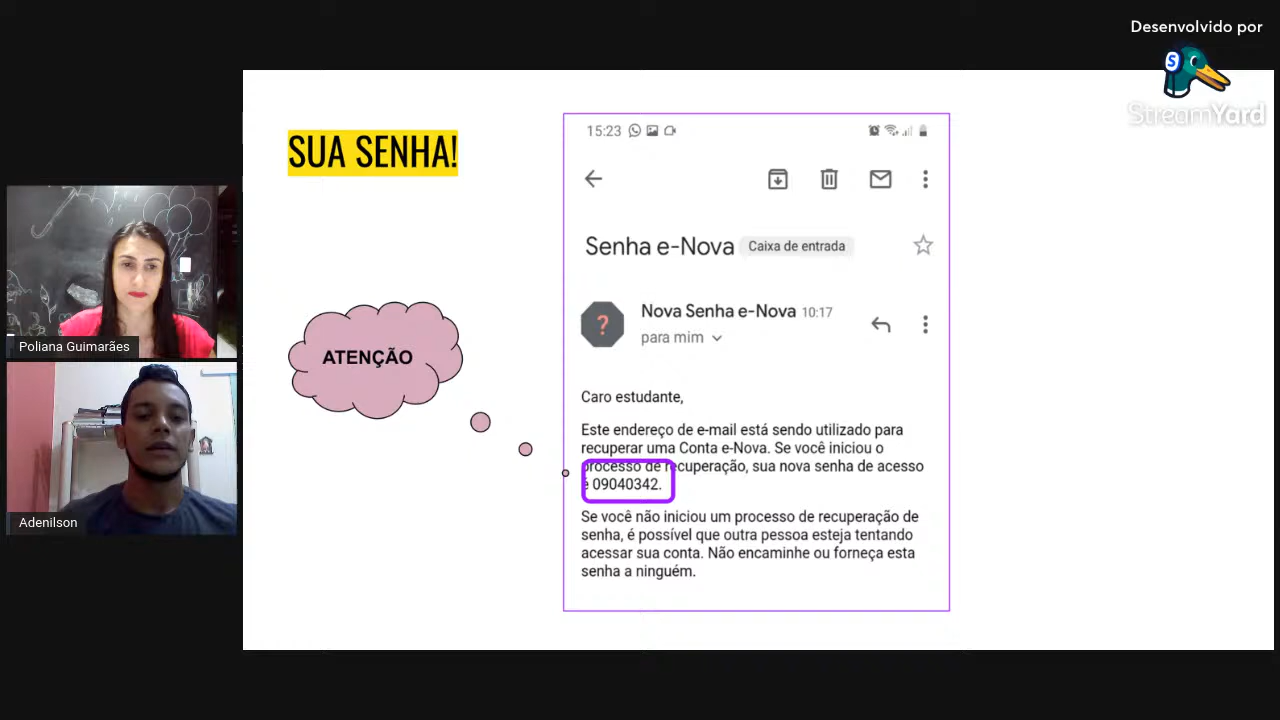 Desenvolvido por
S
StreamYard
SUA SENHA!
15:23
Senha e-Nova Caixa de entrada
?
Nova Senha e-Nova 10:17
para mim
ATENÇÃO
Caro estudante,
Este endereço de e-mail está sendo utilizado para
recuperar uma Conta e-Nova. Se você iniciou o
processo de recuperação, sua nova senha de acesso
é 09040342.
Se você não iniciou um processo de recuperação de
senha, é possível que outra pessoa esteja tentando
acessar sua conta. Não encaminhe ou forneça esta
senha a ninguém.
Poliana Guimarães
Adenilson